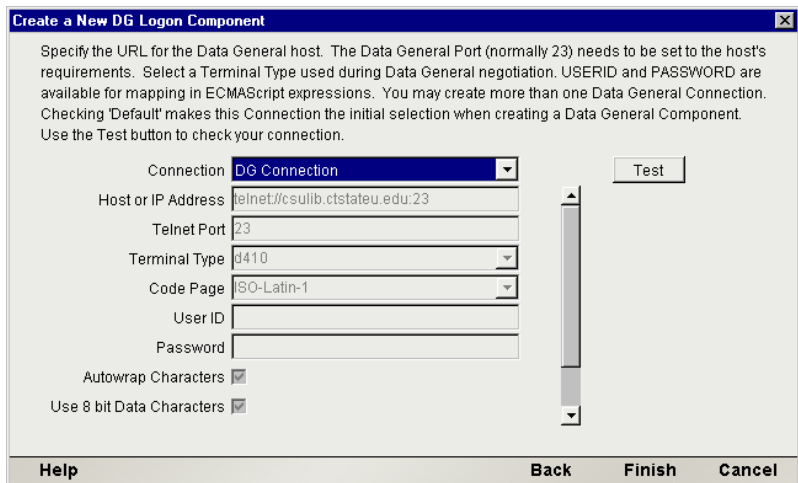 Create a New DG Logon Component
Specify the URL for the Data General host. The Data General Port (normally 23) needs to be set to the host's
requirements. Select a Terminal Type used during Data General negotiation. USERID and PASSWORD are
available for mapping in ECMAScript expressions. You may create more than one Data General Connection.
Checking 'Default' makes this Connection the initial selection when creating a Data General Component.
Use the Test button to check your connection.
Connection DG Connection Test
Host or IP Address telnet://csulib.ctstateu.edu:23
Telnet Port 23
Terminal Type d410
Code Page ISO-Latin-1
User ID
Password
Autowrap Characters
Use 8 bit Data Characters
Help Back Finish Cancel